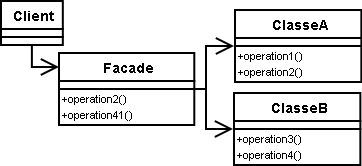 Client
Facade
+operation2()
+operation41()
ClasseA
+operation1()
+operation2()
ClasseB
+operation3()
+operation4()